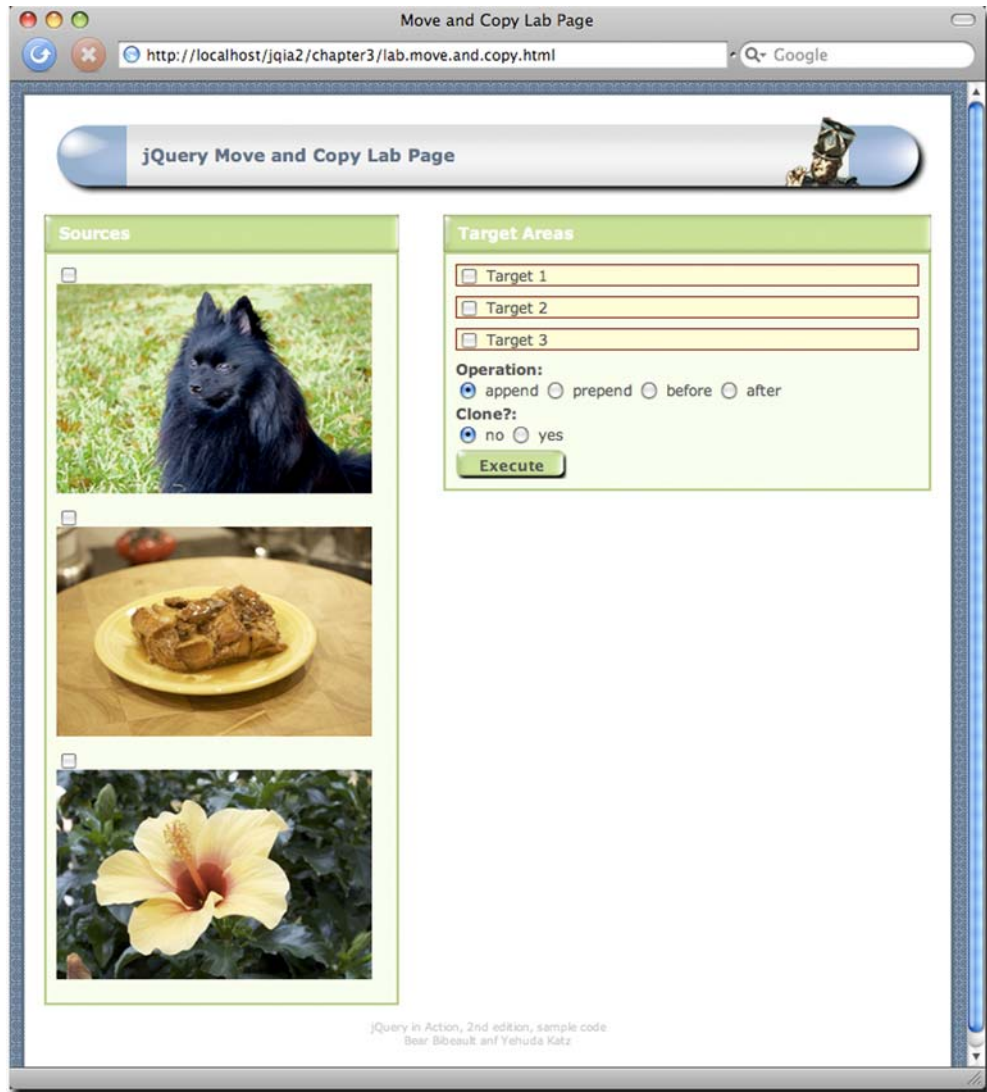 Move and Copy Lab Page
http://localhost/jqia2/chapter3/lab.move.and.copy.html
Google
jQuery Move and Copy Lab Page
Sources
Target Areas
Target 1
Target 2
Target 3
Operation:
append prepend before after
Clone?:
no yes
Execute
jQuery in Action, 2nd edition, sample code
Bear Bibeault anf Yehuda Katz